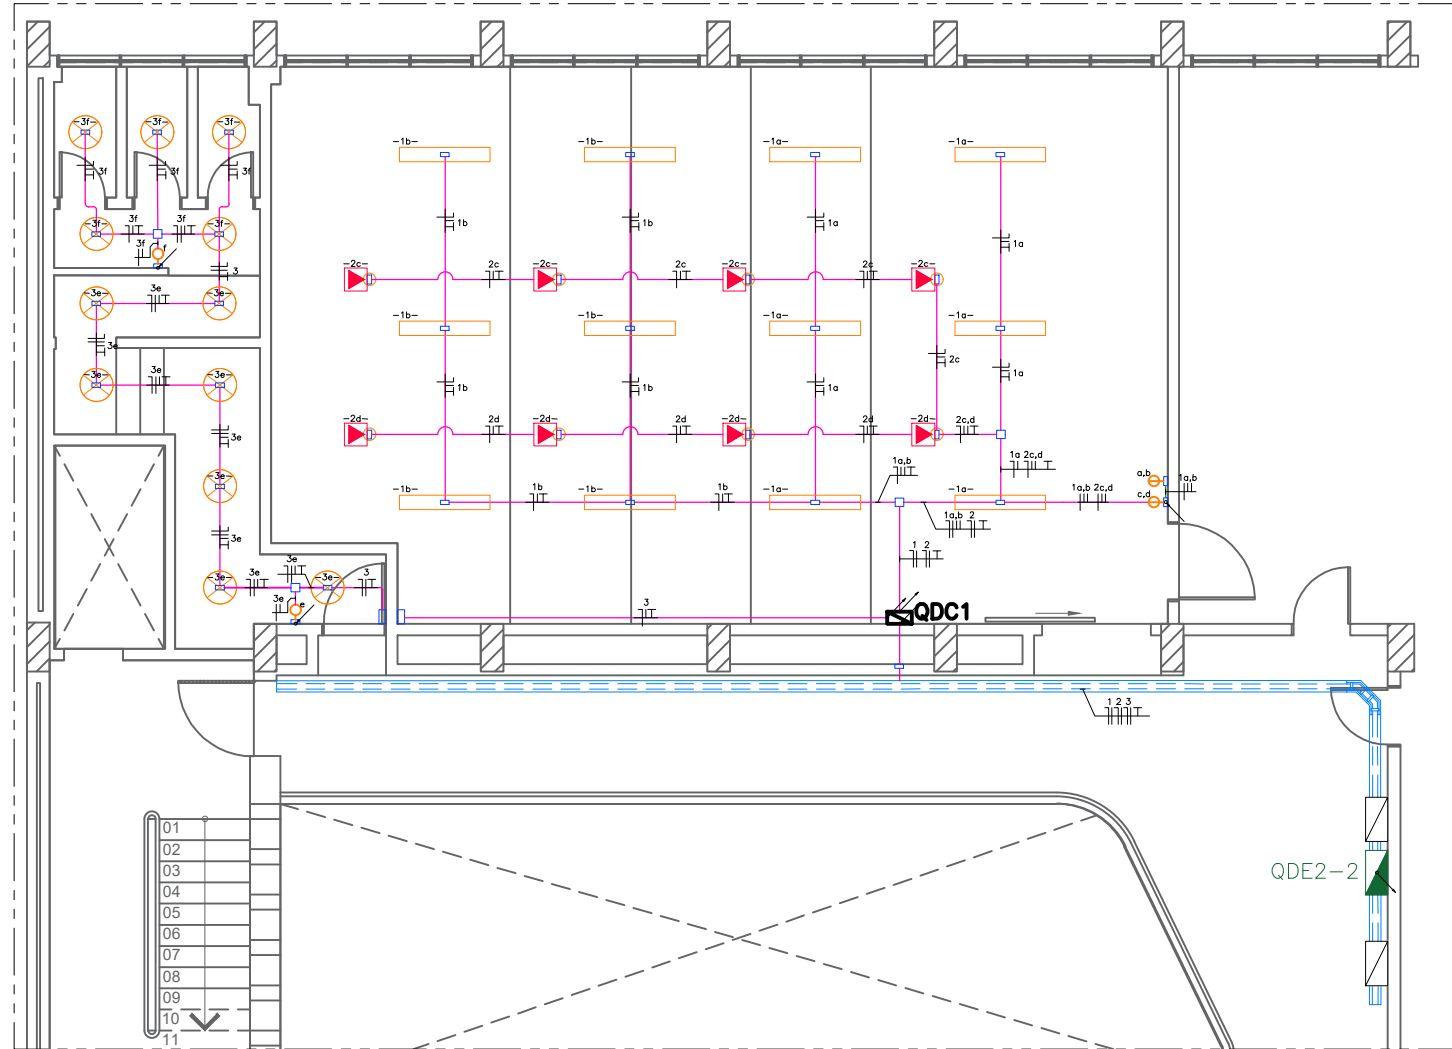 -3f- -3f- -3f-
-1b- -1b- -1a- -1a-
3f 3f 3f
3f 3f
-3f- -3f- -3f-
1b 1b 1a 1a
3f f
3
-2c- -2c- -2c- -2c-
2c 2c 2c
3e
-3e- -3e-
-1b- -1b- -1a- -1a-
3e
2c
1a
3e
-3e- -3e-
1b 1b 1a
-2d- -2d- -2d- -2d-
2d 2d 2d 2c,d
3e
1a,b
1a 2c,d
-3e-
-1b- -1b- -1a- -1a-
1b 1b
1a,b 2c,d
a,b
c,d
1a,b
1a,b 2
3e
1 2
3e
3e
-3e- -3e-
3
3e e
3
QDC1
1 2 3
01
02
03
04
05
06
07
08
09
10
11
QDE2-2